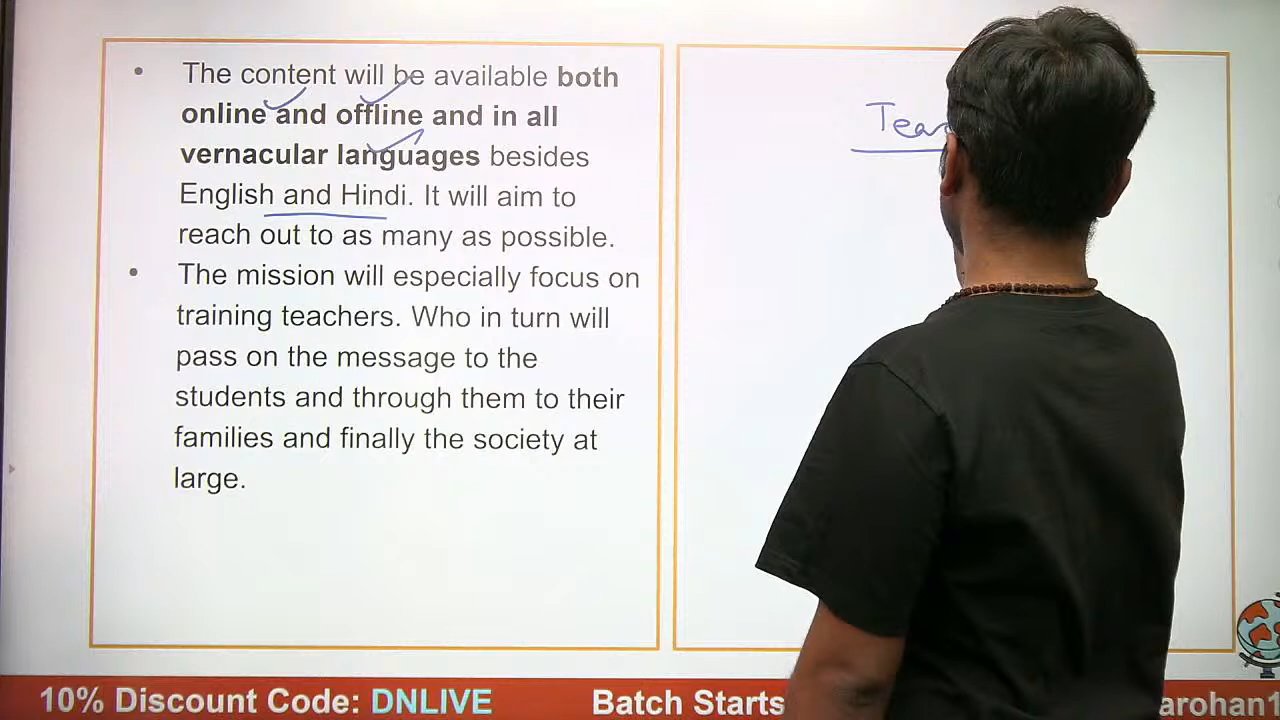 • The content will be available both
online and offline and in all
vernacular languages besides
English and Hindi. It will aim to
reach out to as many as possible.
• The mission will especially focus on
training teachers. Who in turn will
pass on the message to the
students and through them to their
families and finally the society at
large.
10% Discount Code: DNLIVE
Batch Starts